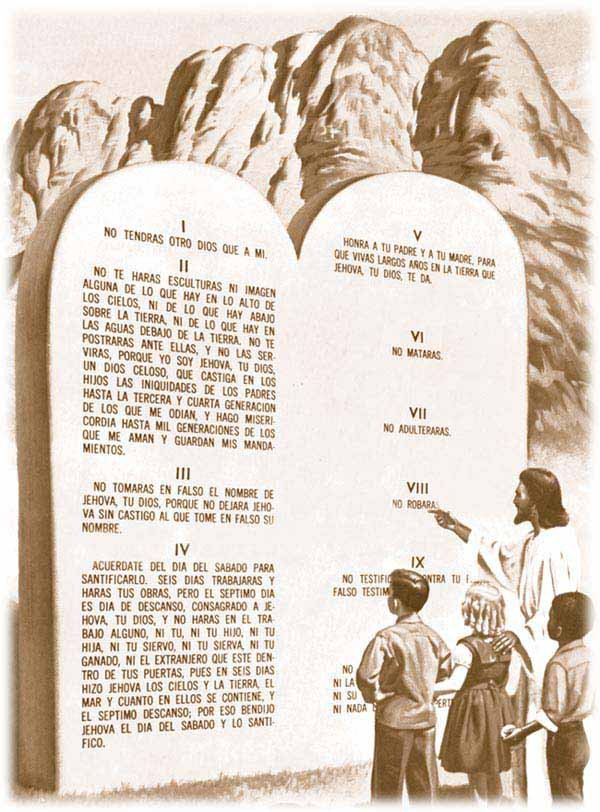 I
NO TENDRAS OTRO DIOS QUE A MI.
II
NO TE HARAS ESCULTURAS NI IMAGEN
ALGUNA DE LO QUE HAY EN LO ALTO DE
LOS CIELOS, NI DE LO QUE HAY ABAJO
SOBRE LA TIERRA, NI DE LO QUE HAY EN
LAS AGUAS DEBAJO DE LA TIERRA. NO TE
POSTRARAS ANTE ELLAS, Y NO LAS SER-
VIRAS, PORQUE YO SOY JEHOVA, TU DIOS,
UN DIOS CELOSO, QUE CASTIGA EN LOS
HIJOS LAS INIQUIDADES DE LOS PADRES
HASTA LA TERCERA Y CUARTA GENERACION
DE LOS QUE ME ODIAN, Y HAGO MISERI-
CORDIA HASTA MIL GENERACIONES DE LOS
QUE ME AMAN Y GUARDAN MIS MANDA-
MIENTOS.
III
NO TOMARAS EN FALSO EL NOMBRE DE
JEHOVA, TU DIOS, PORQUE NO DEJARA JEHO-
VA SIN CASTIGO AL QUE TOME EN FALSO SU
NOMBRE.
IV
ACUERDATE DEL DIA DEL SABADO PARA
SANTIFICARLO. SEIS DIAS TRABAJARAS Y
HARAS TUS OBRAS, PERO EL SEPTIMO DIA
ES DIA DE DESCANSO, CONSAGRADO A JE-
HOVA, TU DIOS, Y NO HARAS EN EL TRA-
BAJO ALGUNO, NI TU, NI TU HIJO, NI TU
HIJA, NI TU SIERVO, NI TU SIERVA, NI TU
GANADO, NI EL EXTRANJERO QUE ESTE DEN-
TRO DE TUS PUERTAS, PUES EN SEIS DIAS
HIZO JEHOVA LOS CIELOS Y LA TIERRA, EL
MAR Y CUANTO EN ELLOS SE CONTIENE, Y
EL SEPTIMO DESCANSO; POR ESO BENDIJO
JEHOVA EL DIA DEL SABADO Y LO SANTI-
FICO.
V
HONRA A TU PADRE Y A TU MADRE, PARA
QUE VIVAS LARGOS AÑOS EN LA TIERRA QUE
JEHOVA, TU DIOS, TE DA.
VI
NO MATARAS.
VII
NO ADULTERARAS.
VIII
NO ROBARAS
IX
NO TU
FALSO
NO
NI LA
NI SU
NI NADA